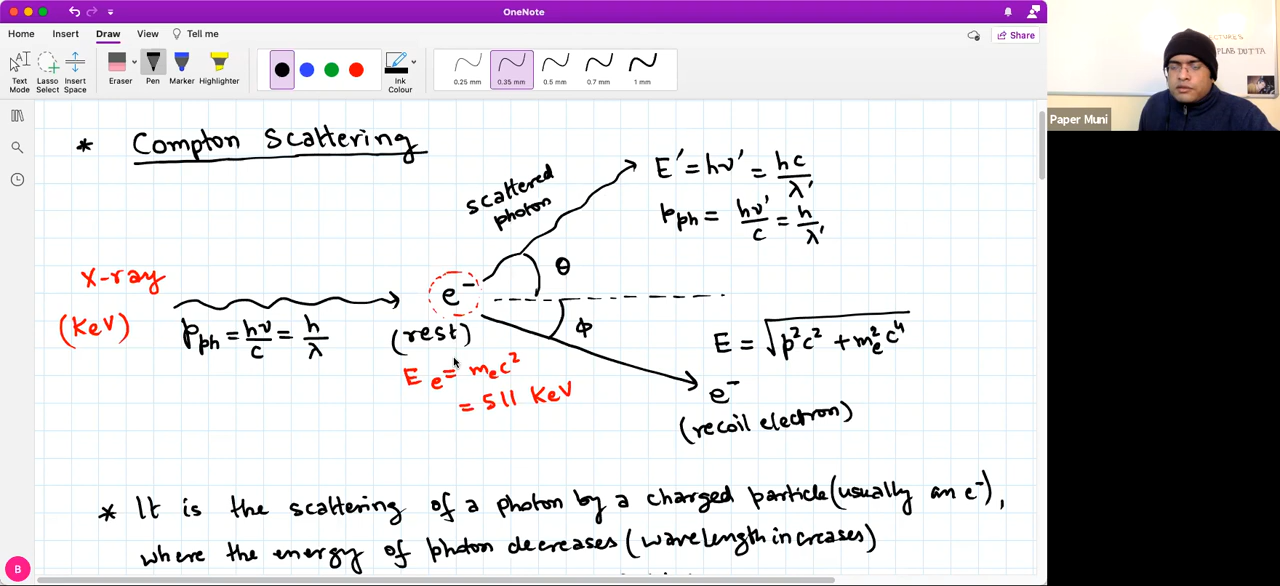 OneNote
Home Insert Draw View Tell me
Share
Text Mode
Lasso Select
Insert Space
Eraser
Pen
Marker
Highlighter
0.25 mm
0.35 mm
0.5 mm
0.7 mm
1 mm
Ink Colour
Paper Muni
* Compton Scattering
scattered photon
E' = hν' = hc/λ'
p_ph = hν'/c = h/λ'
θ
X-ray
(KeV)
p_ph = hν/c = h/λ
e⁻
(rest)
E_e = m_e c²
= 511 KeV
ϕ
E = √(p²c² + m_e²c⁴)
e⁻
(recoil electron)
* It is the scattering of a photon by a charged particle (usually an e⁻),
where the energy of photon decreases (wavelength increases)
B